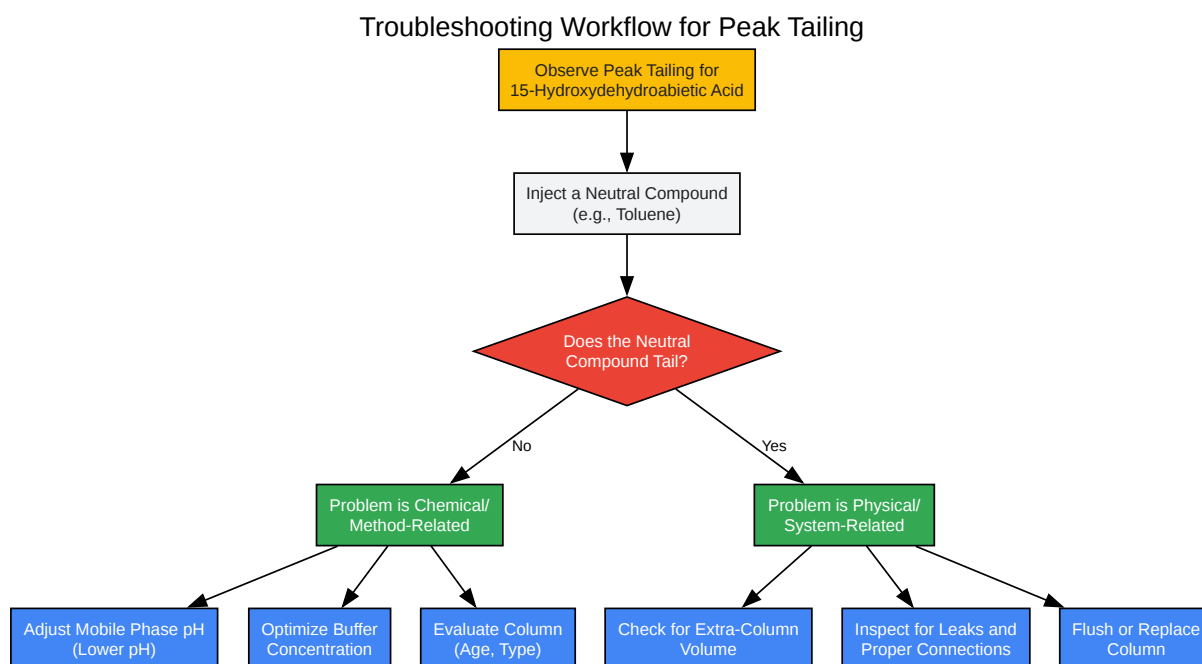 Troubleshooting Workflow for Peak Tailing
Observe Peak Tailing for
15-Hydroxydehydroabietic Acid
Inject a Neutral Compound
(e.g., Toluene)
Does the Neutral
Compound Tail?
No
Yes
Problem is Chemical/
Method-Related
Problem is Physical/
System-Related
Adjust Mobile Phase pH
(Lower pH)
Optimize Buffer
Concentration
Evaluate Column
(Age, Type)
Check for Extra-Column
Volume
Inspect for Leaks and
Proper Connections
Flush or Replace
Column